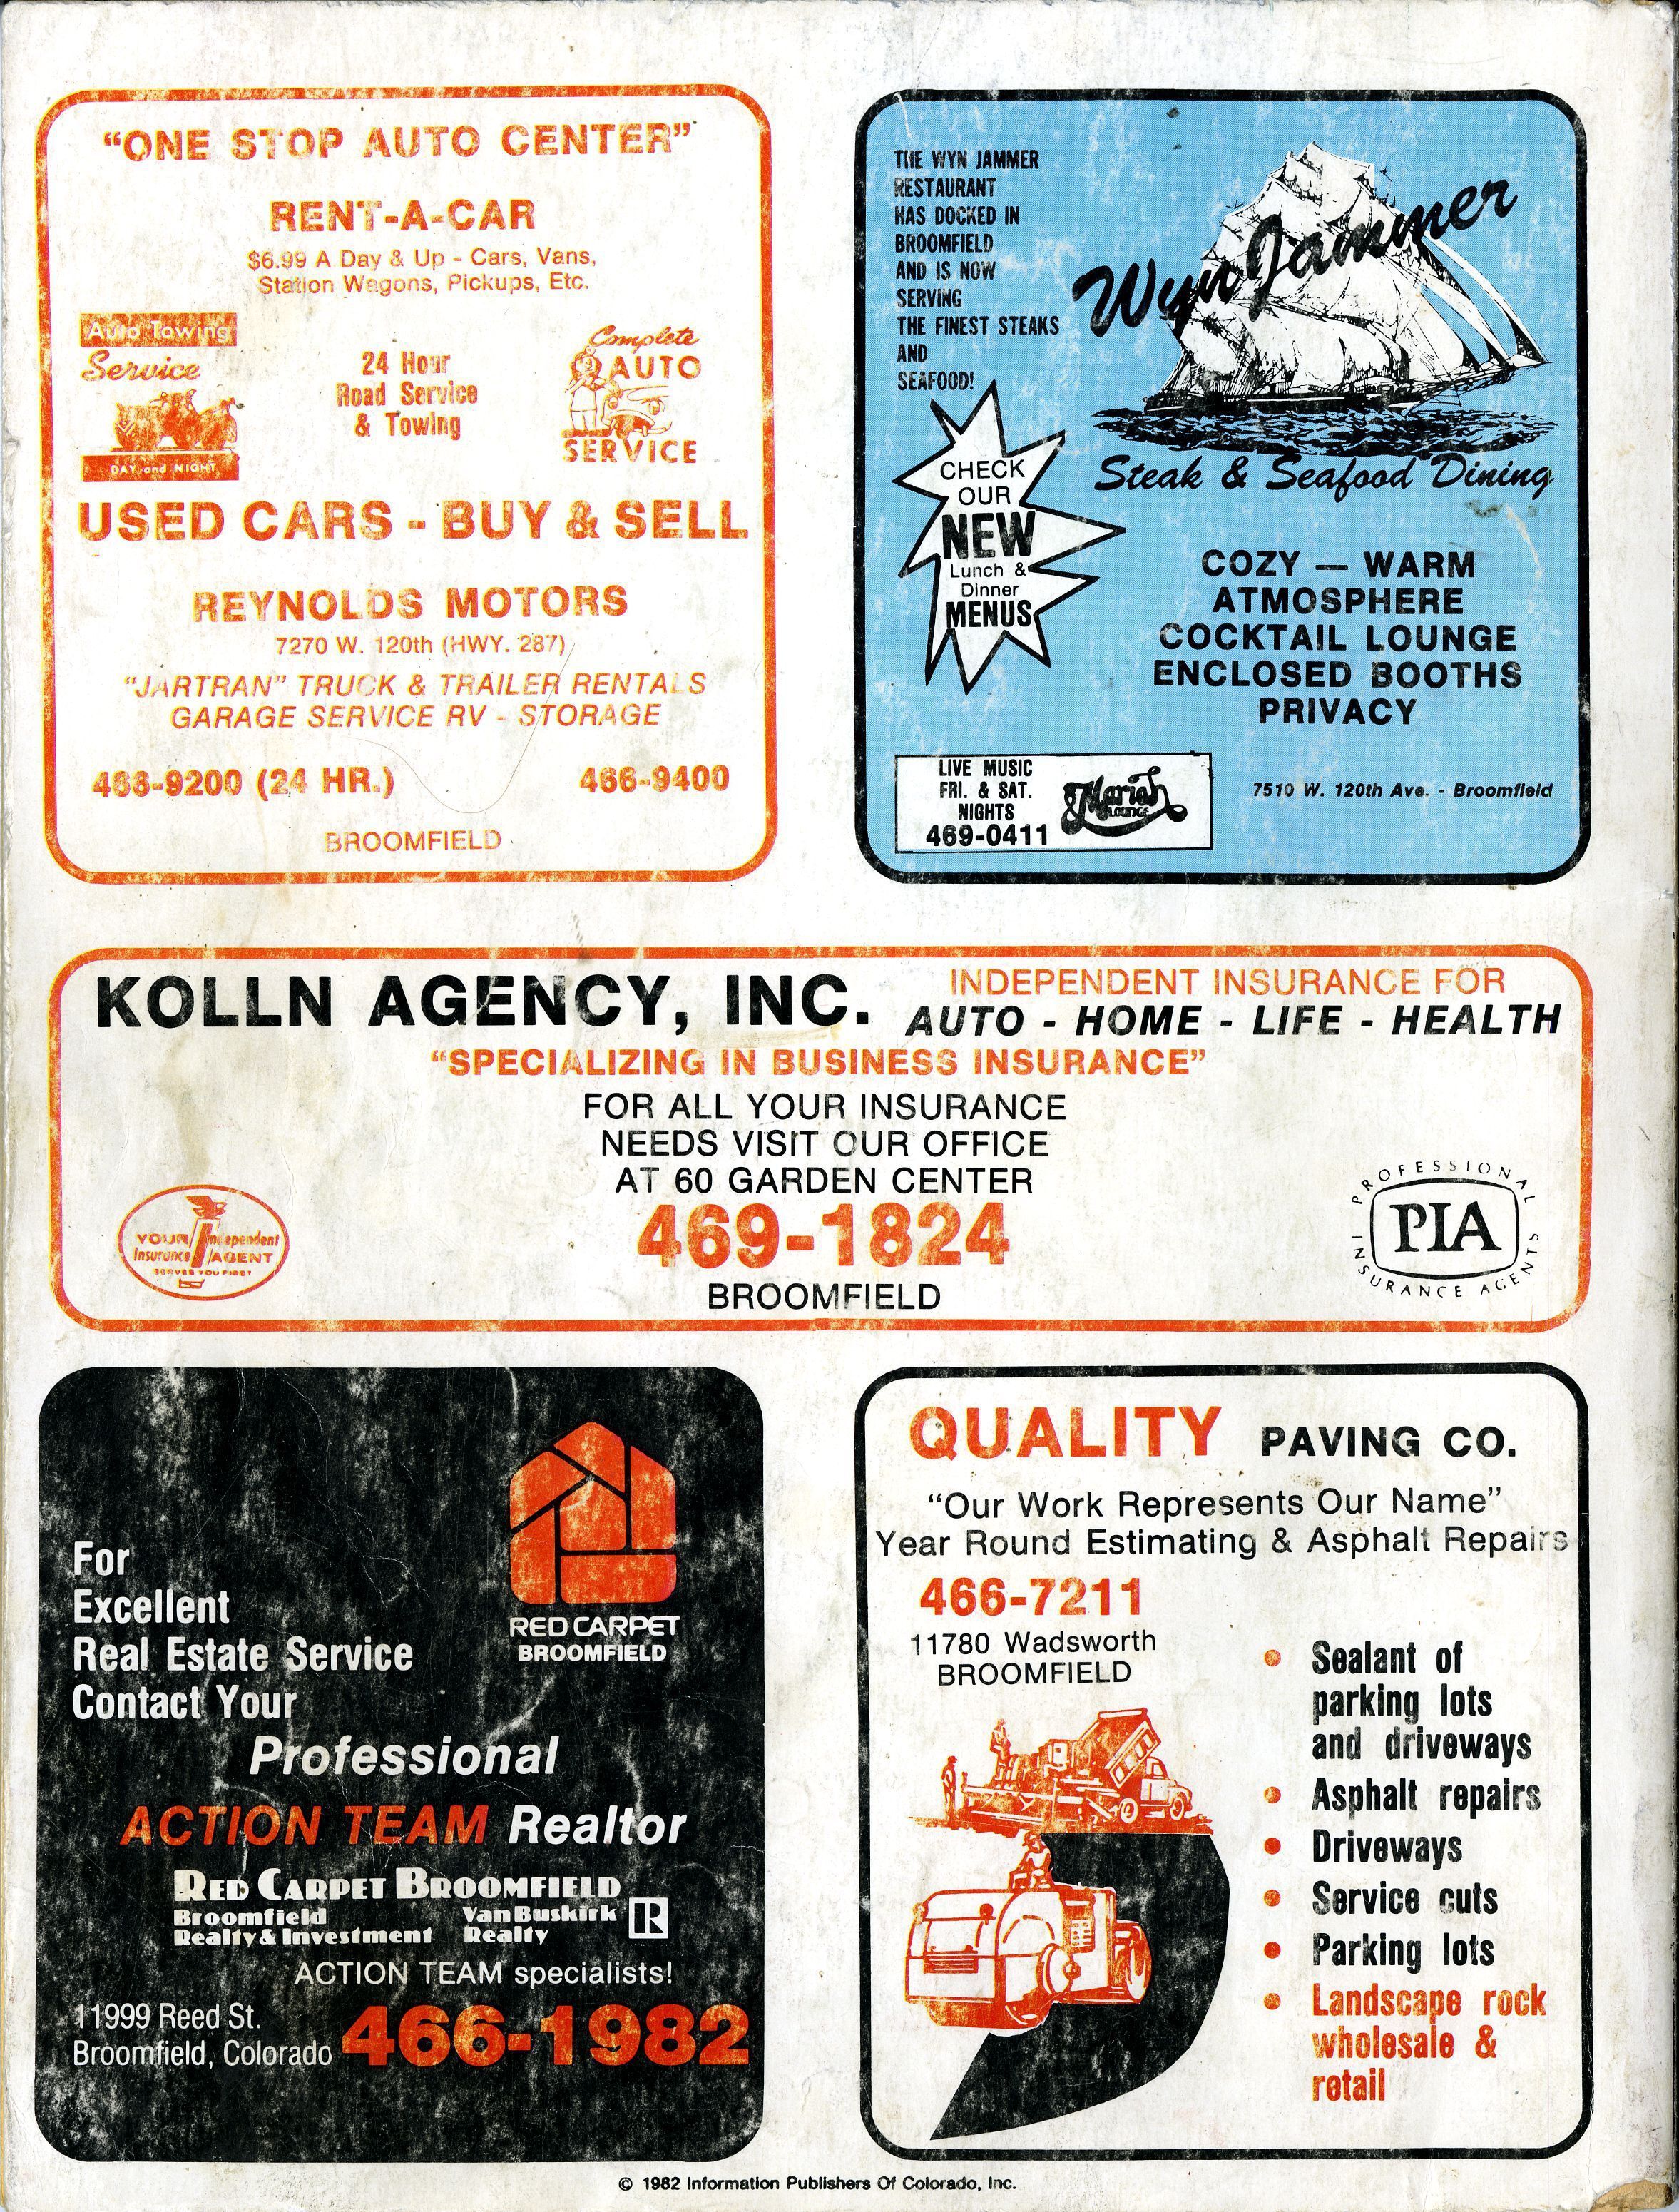 “ONE STOP AUTO CENTER”
RENT-A-CAR
$6.99 A Day & Up - Cars, Vans,
Station Wagons, Pickups, Etc.
Auto Towing
Service
DAY and NIGHT
24 Hour
Road Service
& Towing
Complete
AUTO
SERVICE
USED CARS - BUY & SELL
REYNOLDS MOTORS
7270 W. 120th (HWY. 287)
“JARTRAN” TRUCK & TRAILER RENTALS
GARAGE SERVICE RV - STORAGE
466-9200 (24 HR.)
466-9400
BROOMFIELD
THE WYN JAMMER
RESTAURANT
HAS DOCKED IN
BROOMFIELD
AND IS NOW
SERVING
THE FINEST STEAKS
AND
SEAFOOD!
Wyn Jammer
Steak & Seafood Dining
CHECK
OUR
NEW
Lunch &
Dinner
MENUS
COZY — WARM
ATMOSPHERE
COCKTAIL LOUNGE
ENCLOSED BOOTHS
PRIVACY
LIVE MUSIC
FRI. & SAT.
NIGHTS
469-0411
Mariah
LOUNGE
7510 W. 120th Ave. - Broomfield
KOLLN AGENCY, INC.
INDEPENDENT INSURANCE FOR
AUTO - HOME - LIFE - HEALTH
“SPECIALIZING IN BUSINESS INSURANCE”
FOR ALL YOUR INSURANCE
NEEDS VISIT OUR OFFICE
AT 60 GARDEN CENTER
469-1824
BROOMFIELD
YOUR Independent
Insurance AGENT
SERVES YOU FIRST
PROFESSIONAL
PIA
INSURANCE AGENTS
RED CARPET
BROOMFIELD
For
Excellent
Real Estate Service
Contact Your
Professional
ACTION TEAM Realtor
RED CARPET BROOMFIELD
Broomfield
Realty & Investment
VanBuskirk
Realty
R
ACTION TEAM specialists!
11999 Reed St.
Broomfield, Colorado
466-1982
QUALITY PAVING CO.
“Our Work Represents Our Name”
Year Round Estimating & Asphalt Repairs
466-7211
11780 Wadsworth
BROOMFIELD
• Sealant of
parking lots
and driveways
• Asphalt repairs
• Driveways
• Service cuts
• Parking lots
• Landscape rock
wholesale &
retail
© 1982 Information Publishers Of Colorado, Inc.